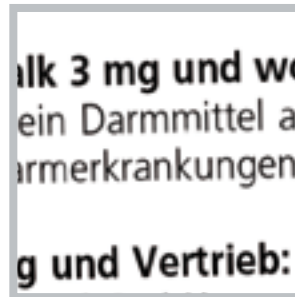 alk 3 mg und we
ein Darmmittel a
armerkrankungen
g und Vertrieb: